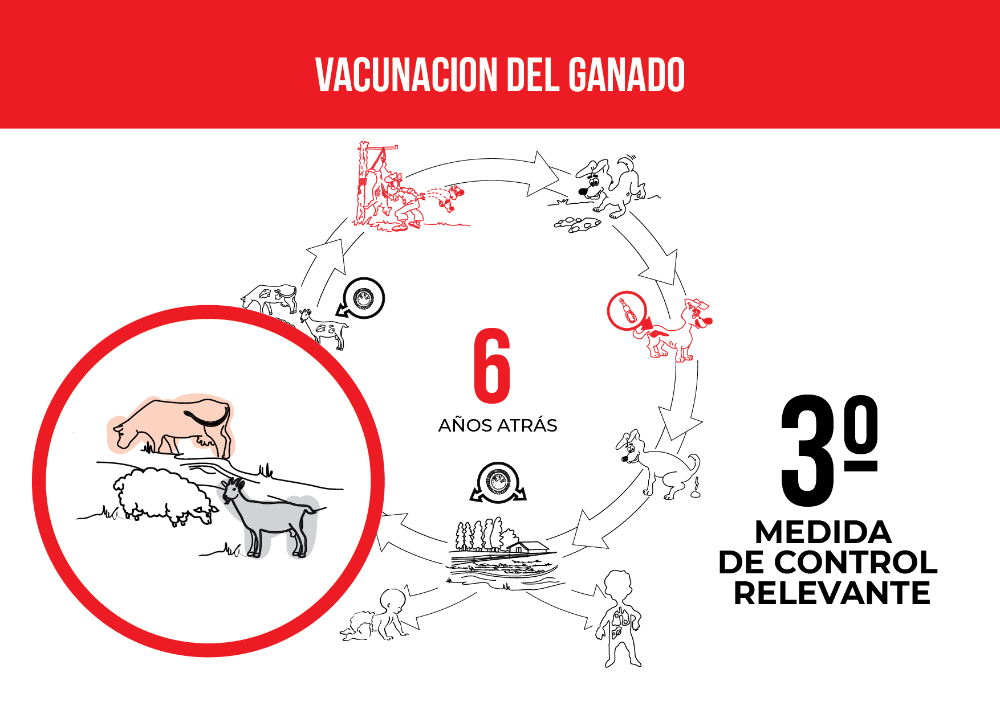 VACUNACION DEL GANADO
6
AÑOS ATRÁS
3º
MEDIDA
DE CONTROL
RELEVANTE